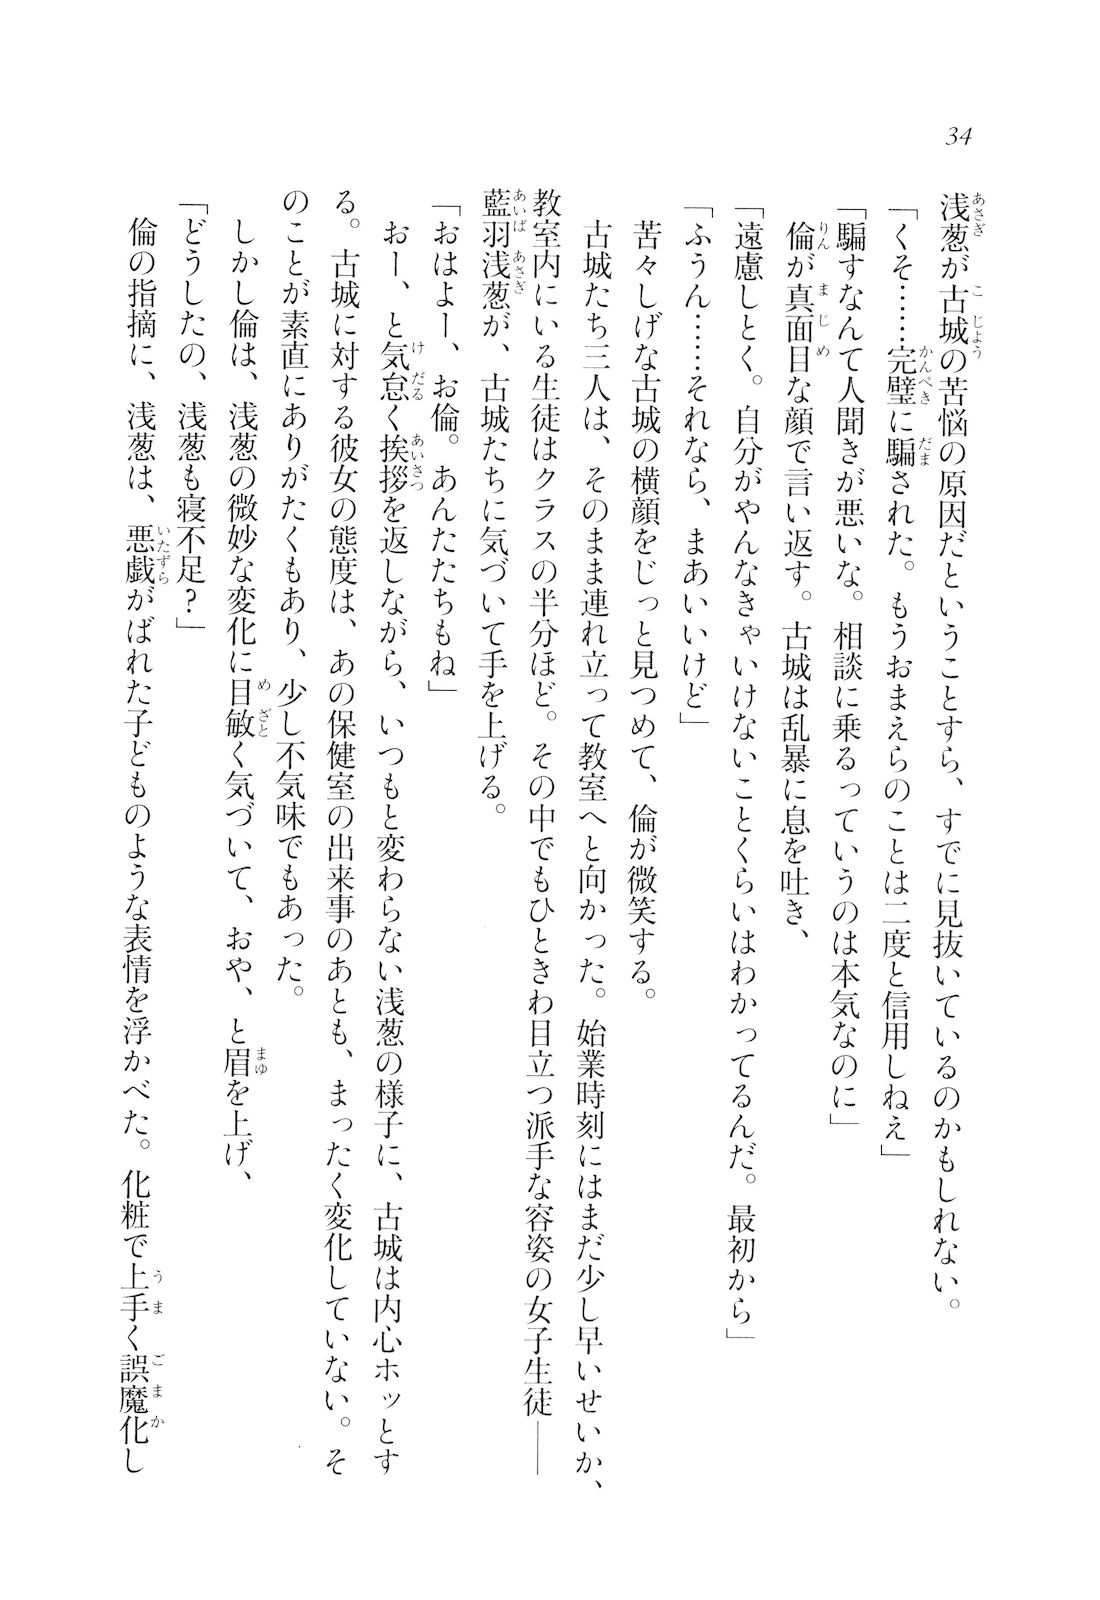 34
浅葱が古城の苦悩の原因だということすら、すでに見抜いているのかもしれない。
「くそ……完璧に騙された。もうおまえらのことは二度と信用しねえ」
「騙すなんて人聞きが悪いな。相談に乗るっていうのは本気なのに」
倫が真面目な顔で言い返す。古城は乱暴に息を吐き、
「遠慮しとく。自分がやんなきゃいけないことくらいはわかってるんだ。最初から」
「ふうん……それなら、まあいいけど」
苦々しげな古城の横顔をじっと見つめて、倫が微笑する。
古城たち三人は、そのまま連れ立って教室へと向かった。始業時刻にはまだ少し早いせいか、
教室内にいる生徒はクラスの半分ほど。その中でもひときわ目立つ派手な容姿の女子生徒――
藍羽浅葱が、古城たちに気づいて手を上げる。
「おはよー、お倫。あんたたちもね」
おー、と気怠く挨拶を返しながら、いつもと変わらない浅葱の様子に、古城は内心ホッとす
る。古城に対する彼女の態度は、あの保健室の出来事のあとも、まったく変化していない。そ
のことが素直にありがたくもあり、少し不気味でもあった。
しかし倫は、浅葱の微妙な変化に目敏く気づいて、おや、と眉を上げ、
「どうしたの、浅葱も寝不足?」
倫の指摘に、浅葱は、悪戯がばれた子どものような表情を浮かべた。化粧で上手く誤魔化し